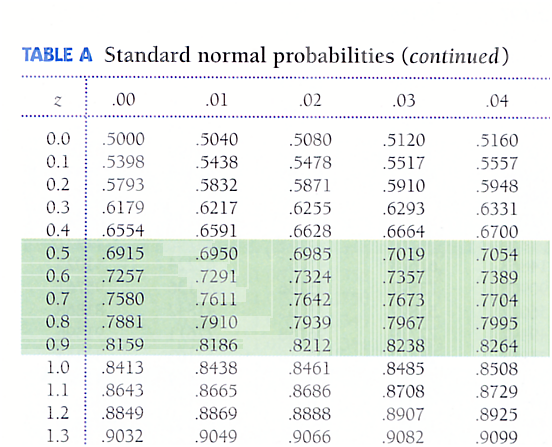 TABLE A Standard normal probabilities (continued)
z .00 .01 .02 .03 .04
0.0 .5000 .5040 .5080 .5120 .5160
0.1 .5398 .5438 .5478 .5517 .5557
0.2 .5793 .5832 .5871 .5910 .5948
0.3 .6179 .6217 .6255 .6293 .6331
0.4 .6554 .6591 .6628 .6664 .6700
0.5 .6915 .6950 .6985 .7019 .7054
0.6 .7257 .7291 .7324 .7357 .7389
0.7 .7580 .7611 .7642 .7673 .7704
0.8 .7881 .7910 .7939 .7967 .7995
0.9 .8159 .8186 .8212 .8238 .8264
1.0 .8413 .8438 .8461 .8485 .8508
1.1 .8643 .8665 .8686 .8708 .8729
1.2 .8849 .8869 .8888 .8907 .8925
1.3 .9032 .9049 .9066 .9082 .9099